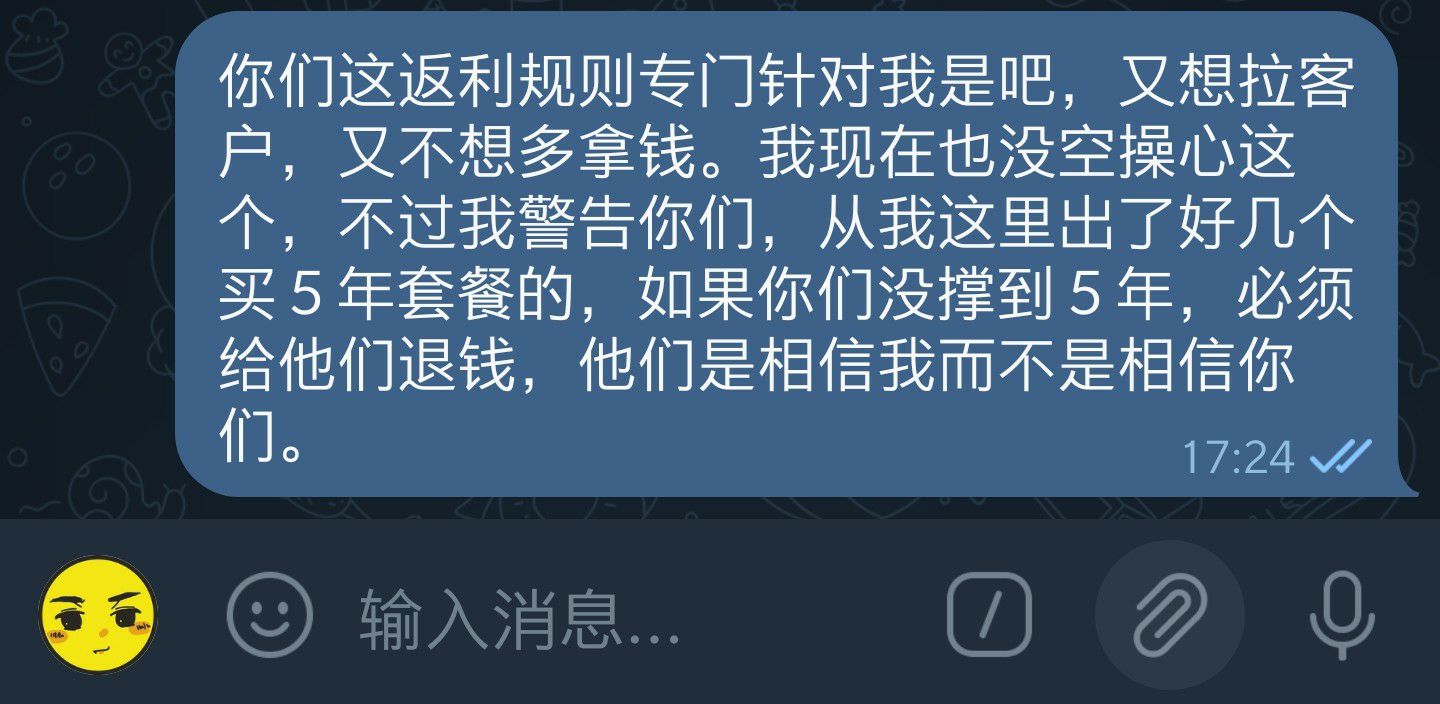 你们这返利规则专门针对我是吧，又想拉客
户，又不想多拿钱。我现在也没空操心这
个，不过我警告你们，从我这里出了好几个
买5年套餐的，如果你们没撑到5年，必须
给他们退钱，他们是相信我而不是相信你
们。
17:24
输入消息...